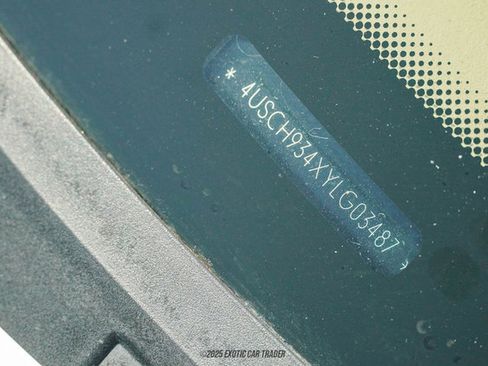 * 4USCH934XYLG03487 *
©2025 EXOTIC CAR TRADER